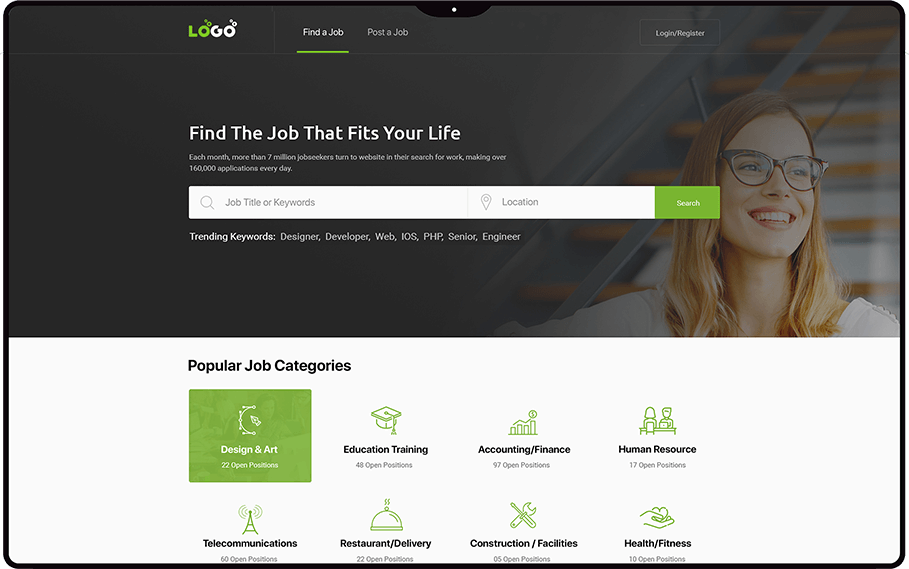 LOGO
Find a Job
Post a Job
Login/Register
Find The Job That Fits Your Life
Each month, more than 7 million jobseekers turn to website in their search for work, making over
160,000 applications every day.
Job Title or Keywords
Location
Search
Trending Keywords: Designer, Developer, Web, IOS, PHP, Senior, Engineer
Popular Job Categories
Design & Art
22 Open Positions
Education Training
48 Open Positions
Accounting/Finance
97 Open Positions
Human Resource
17 Open Positions
Telecommunications
60 Open Positions
Restaurant/Delivery
22 Open Positions
Construction / Facilities
05 Open Positions
Health/Fitness
10 Open Positions